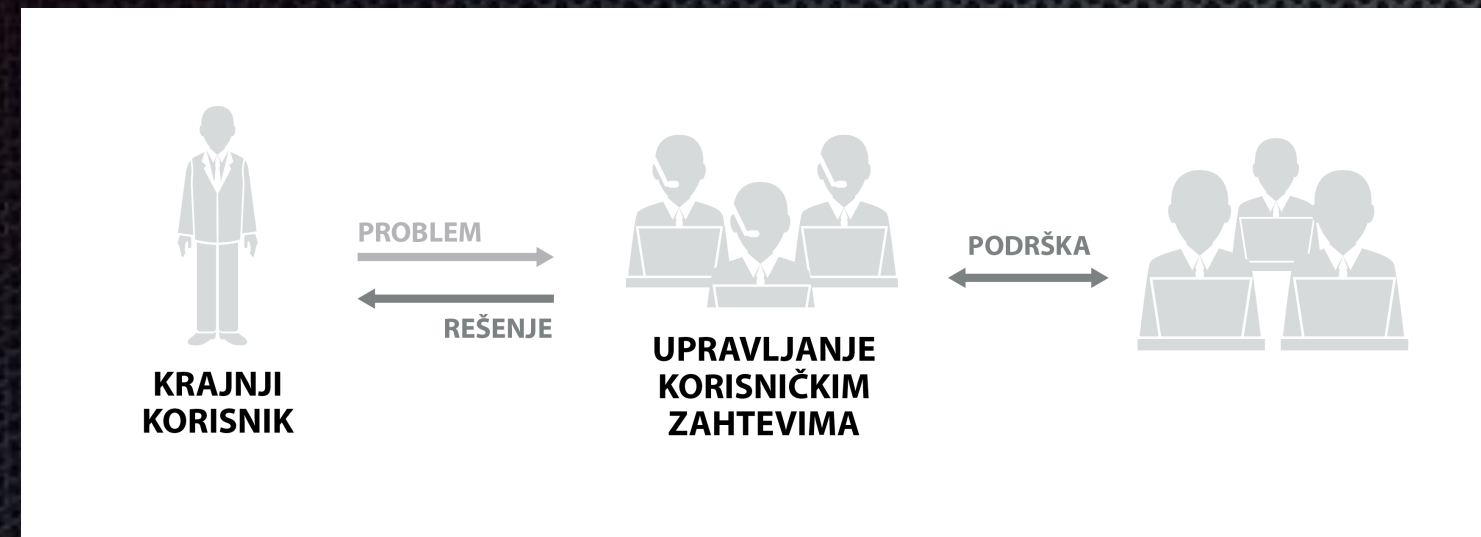 PROBLEM
REŠENJE
PODRŠKA
KRAJNJI
KORISNIK
UPRAVLJANJE
KORISNIČKIM
ZAHTEVIMA